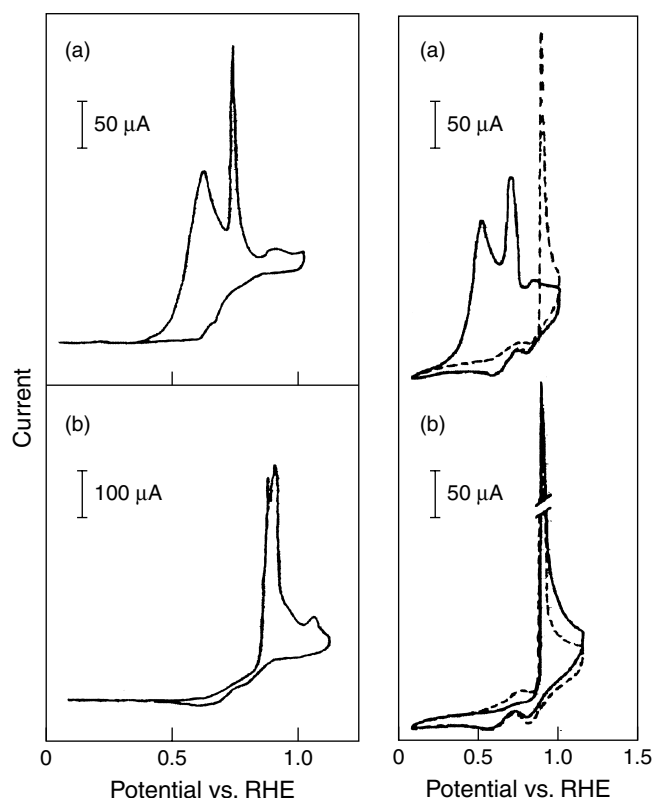 (a)
50 μA
(b)
100 μA
Current
0
0.5
1.0
Potential vs. RHE
(a)
50 μA
(b)
50 μA
0
0.5
1.0
1.5
Potential vs. RHE